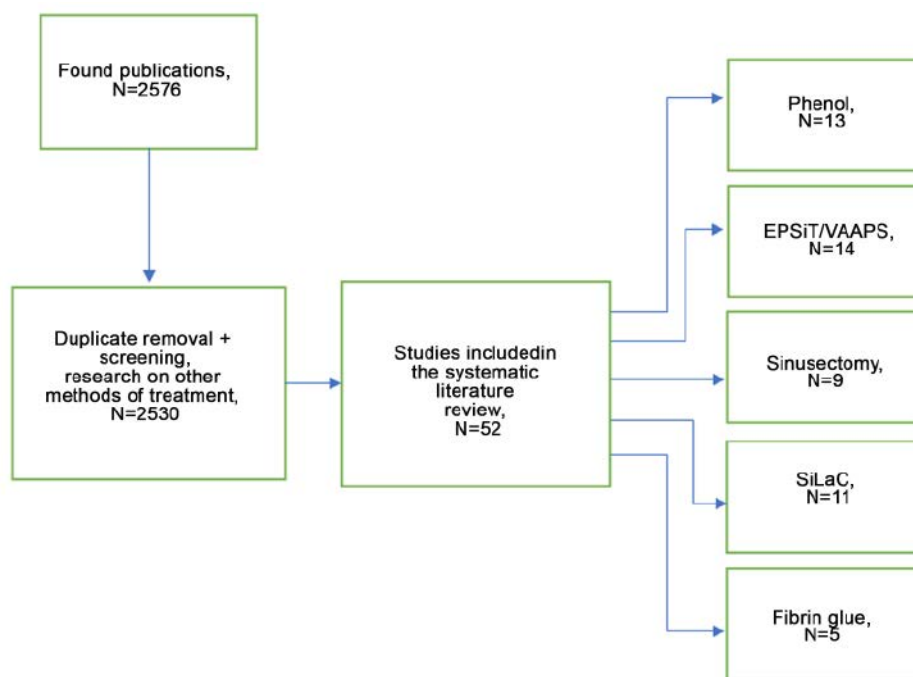 Found publications,
N=2576
Duplicate removal +
screening,
research on other
methods of treatment,
N=2530
Studies includedin
the systematic
literature
review,
N=52
Phenol,
N=13
EPSiT/VAAPS,
N=14
Sinusectomy,
N=9
SiLaC,
N=11
Fibrin glue,
N=5